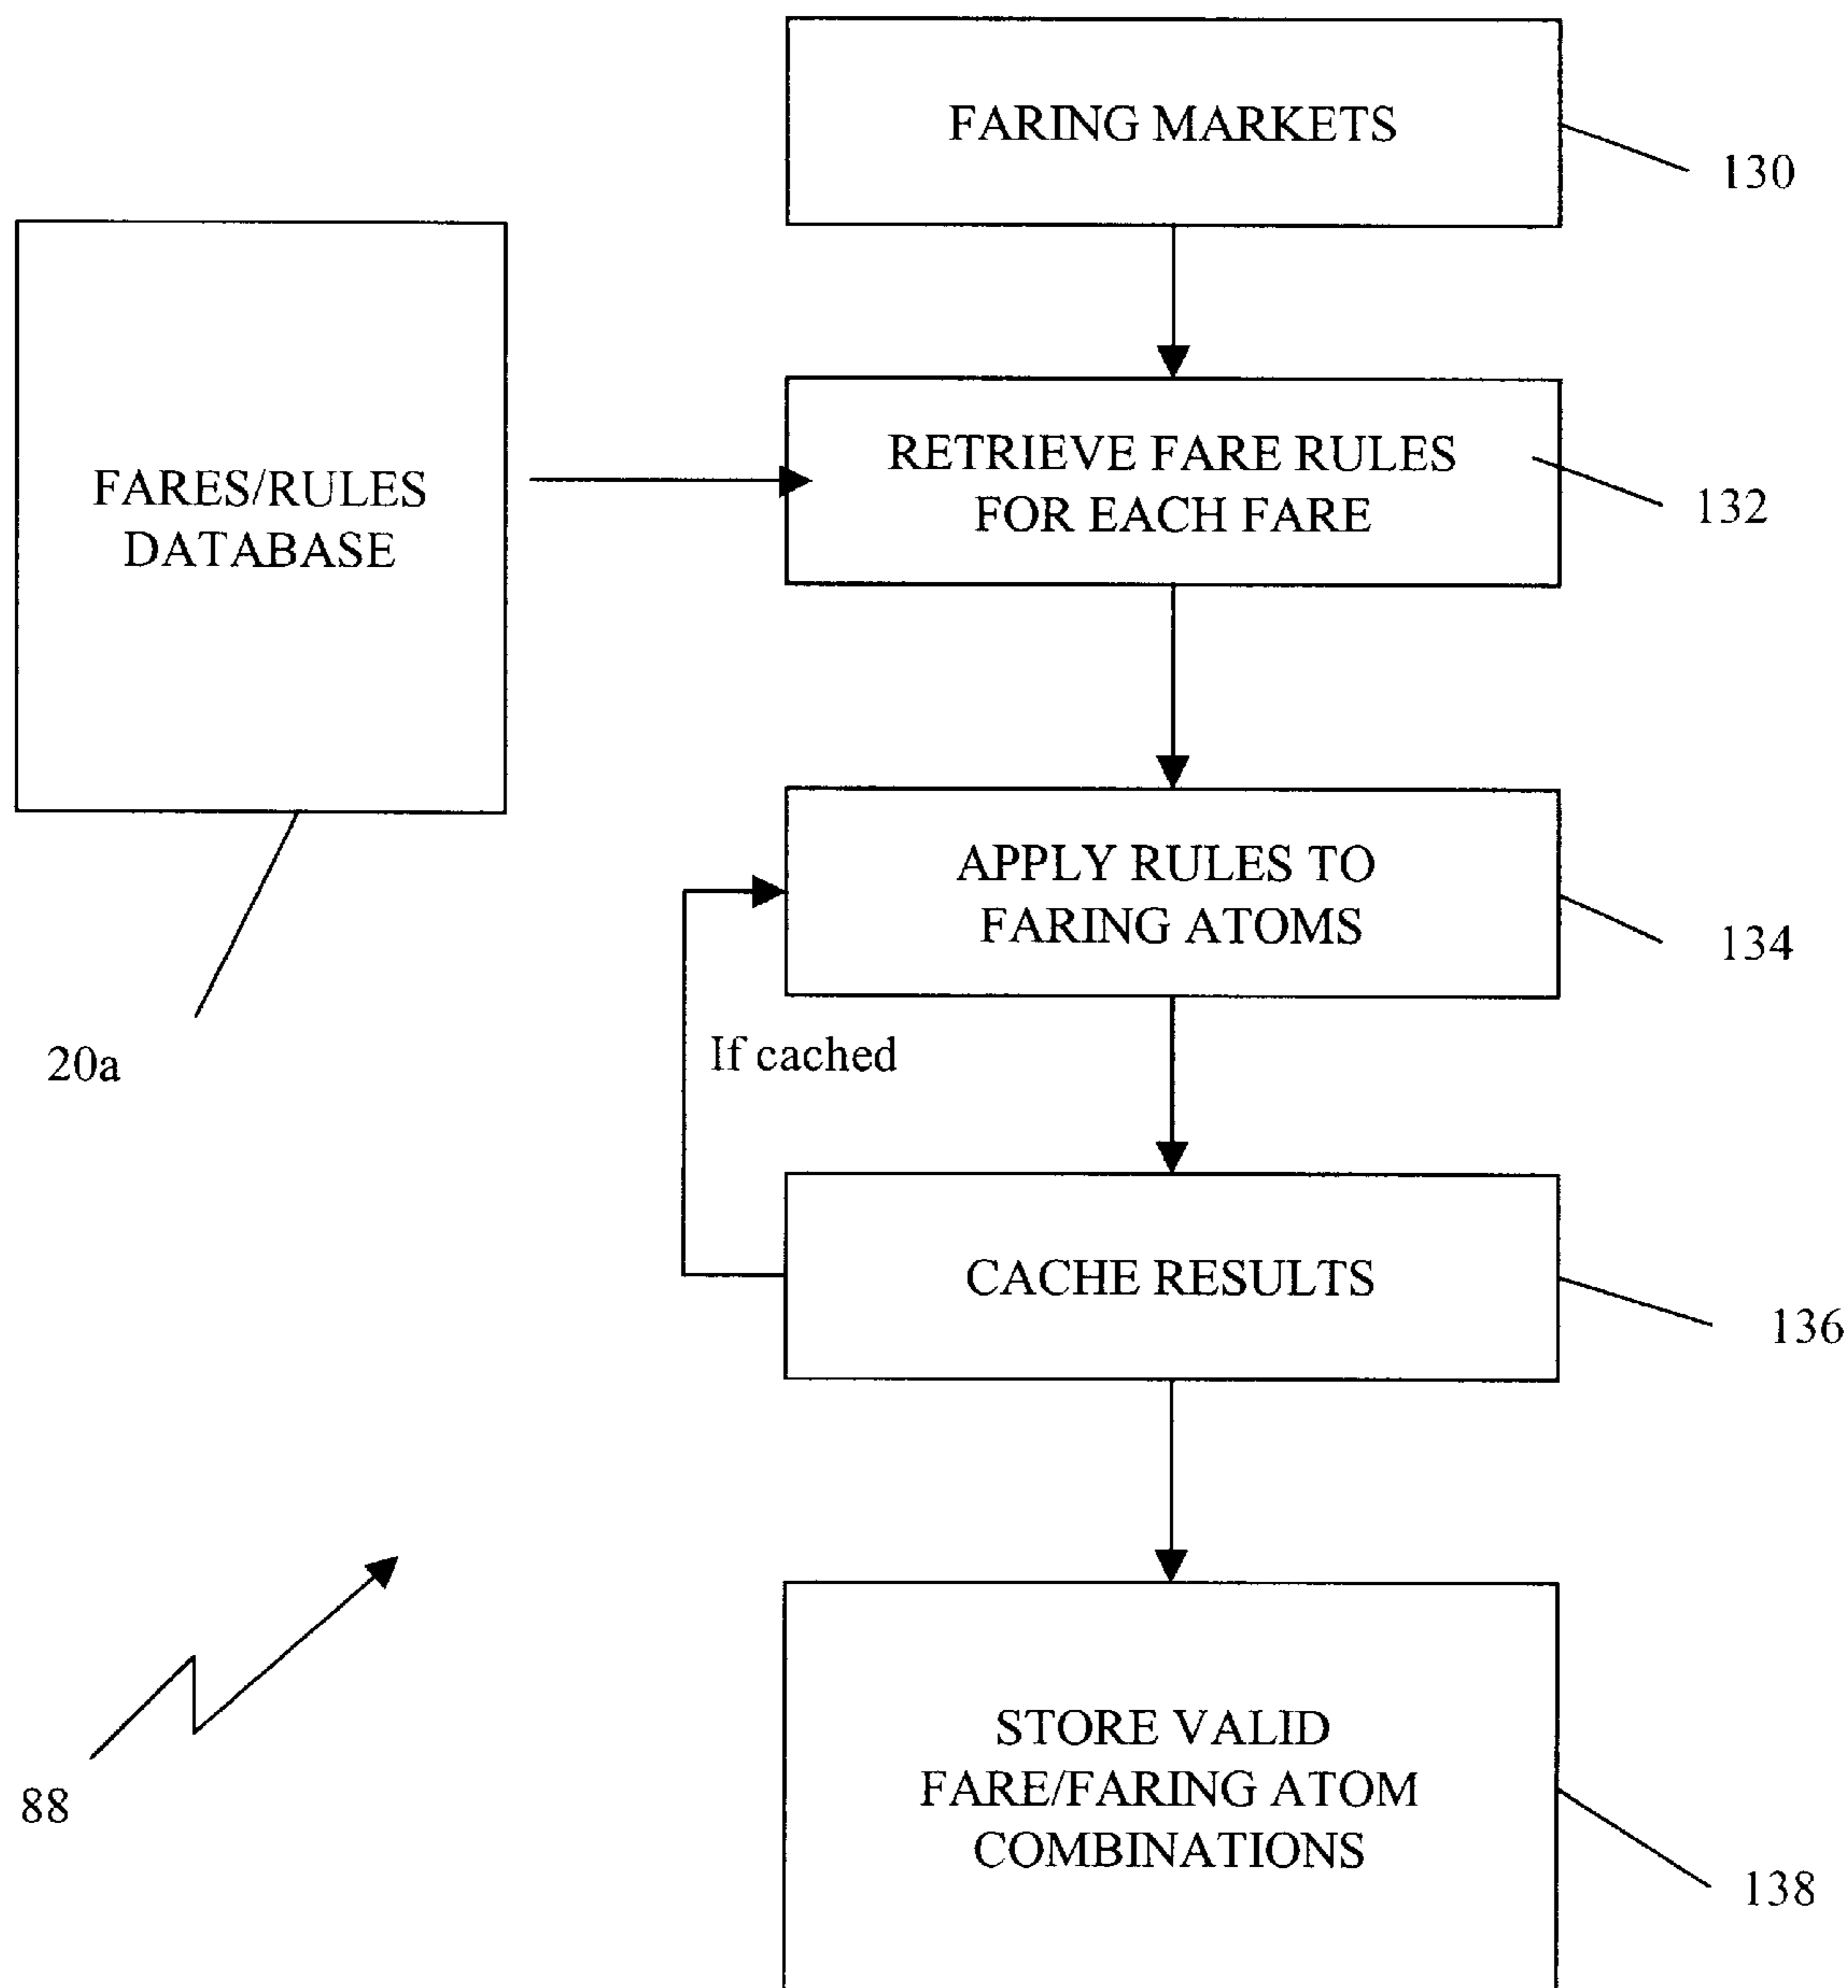 FARING MARKETS
130
FARES/RULES
DATABASE
20a
RETRIEVE FARE RULES
FOR EACH FARE
132
APPLY RULES TO
FARING ATOMS
134
If cached
CACHE RESULTS
136
STORE VALID
FARE/FARING ATOM
COMBINATIONS
138
88